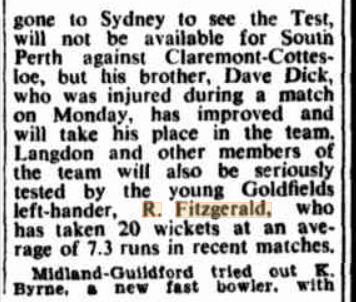 gone to Sydney to see the Test,
will not be available for South
Perth against Claremont-Cottes-
loe, but his brother, Dave Dick,
who was injured during a match
on Monday, has improved and
will take his place in the team.
Langdon and other members of
the team will also be seriously
tested by the young Goldfields
left-hander, R. Fitzgerald, who
has taken 20 wickets at an ave-
rage of 7.3 runs in recent matches.
Midland-Guildford tried out K.
Byrne, a new fast bowler, with